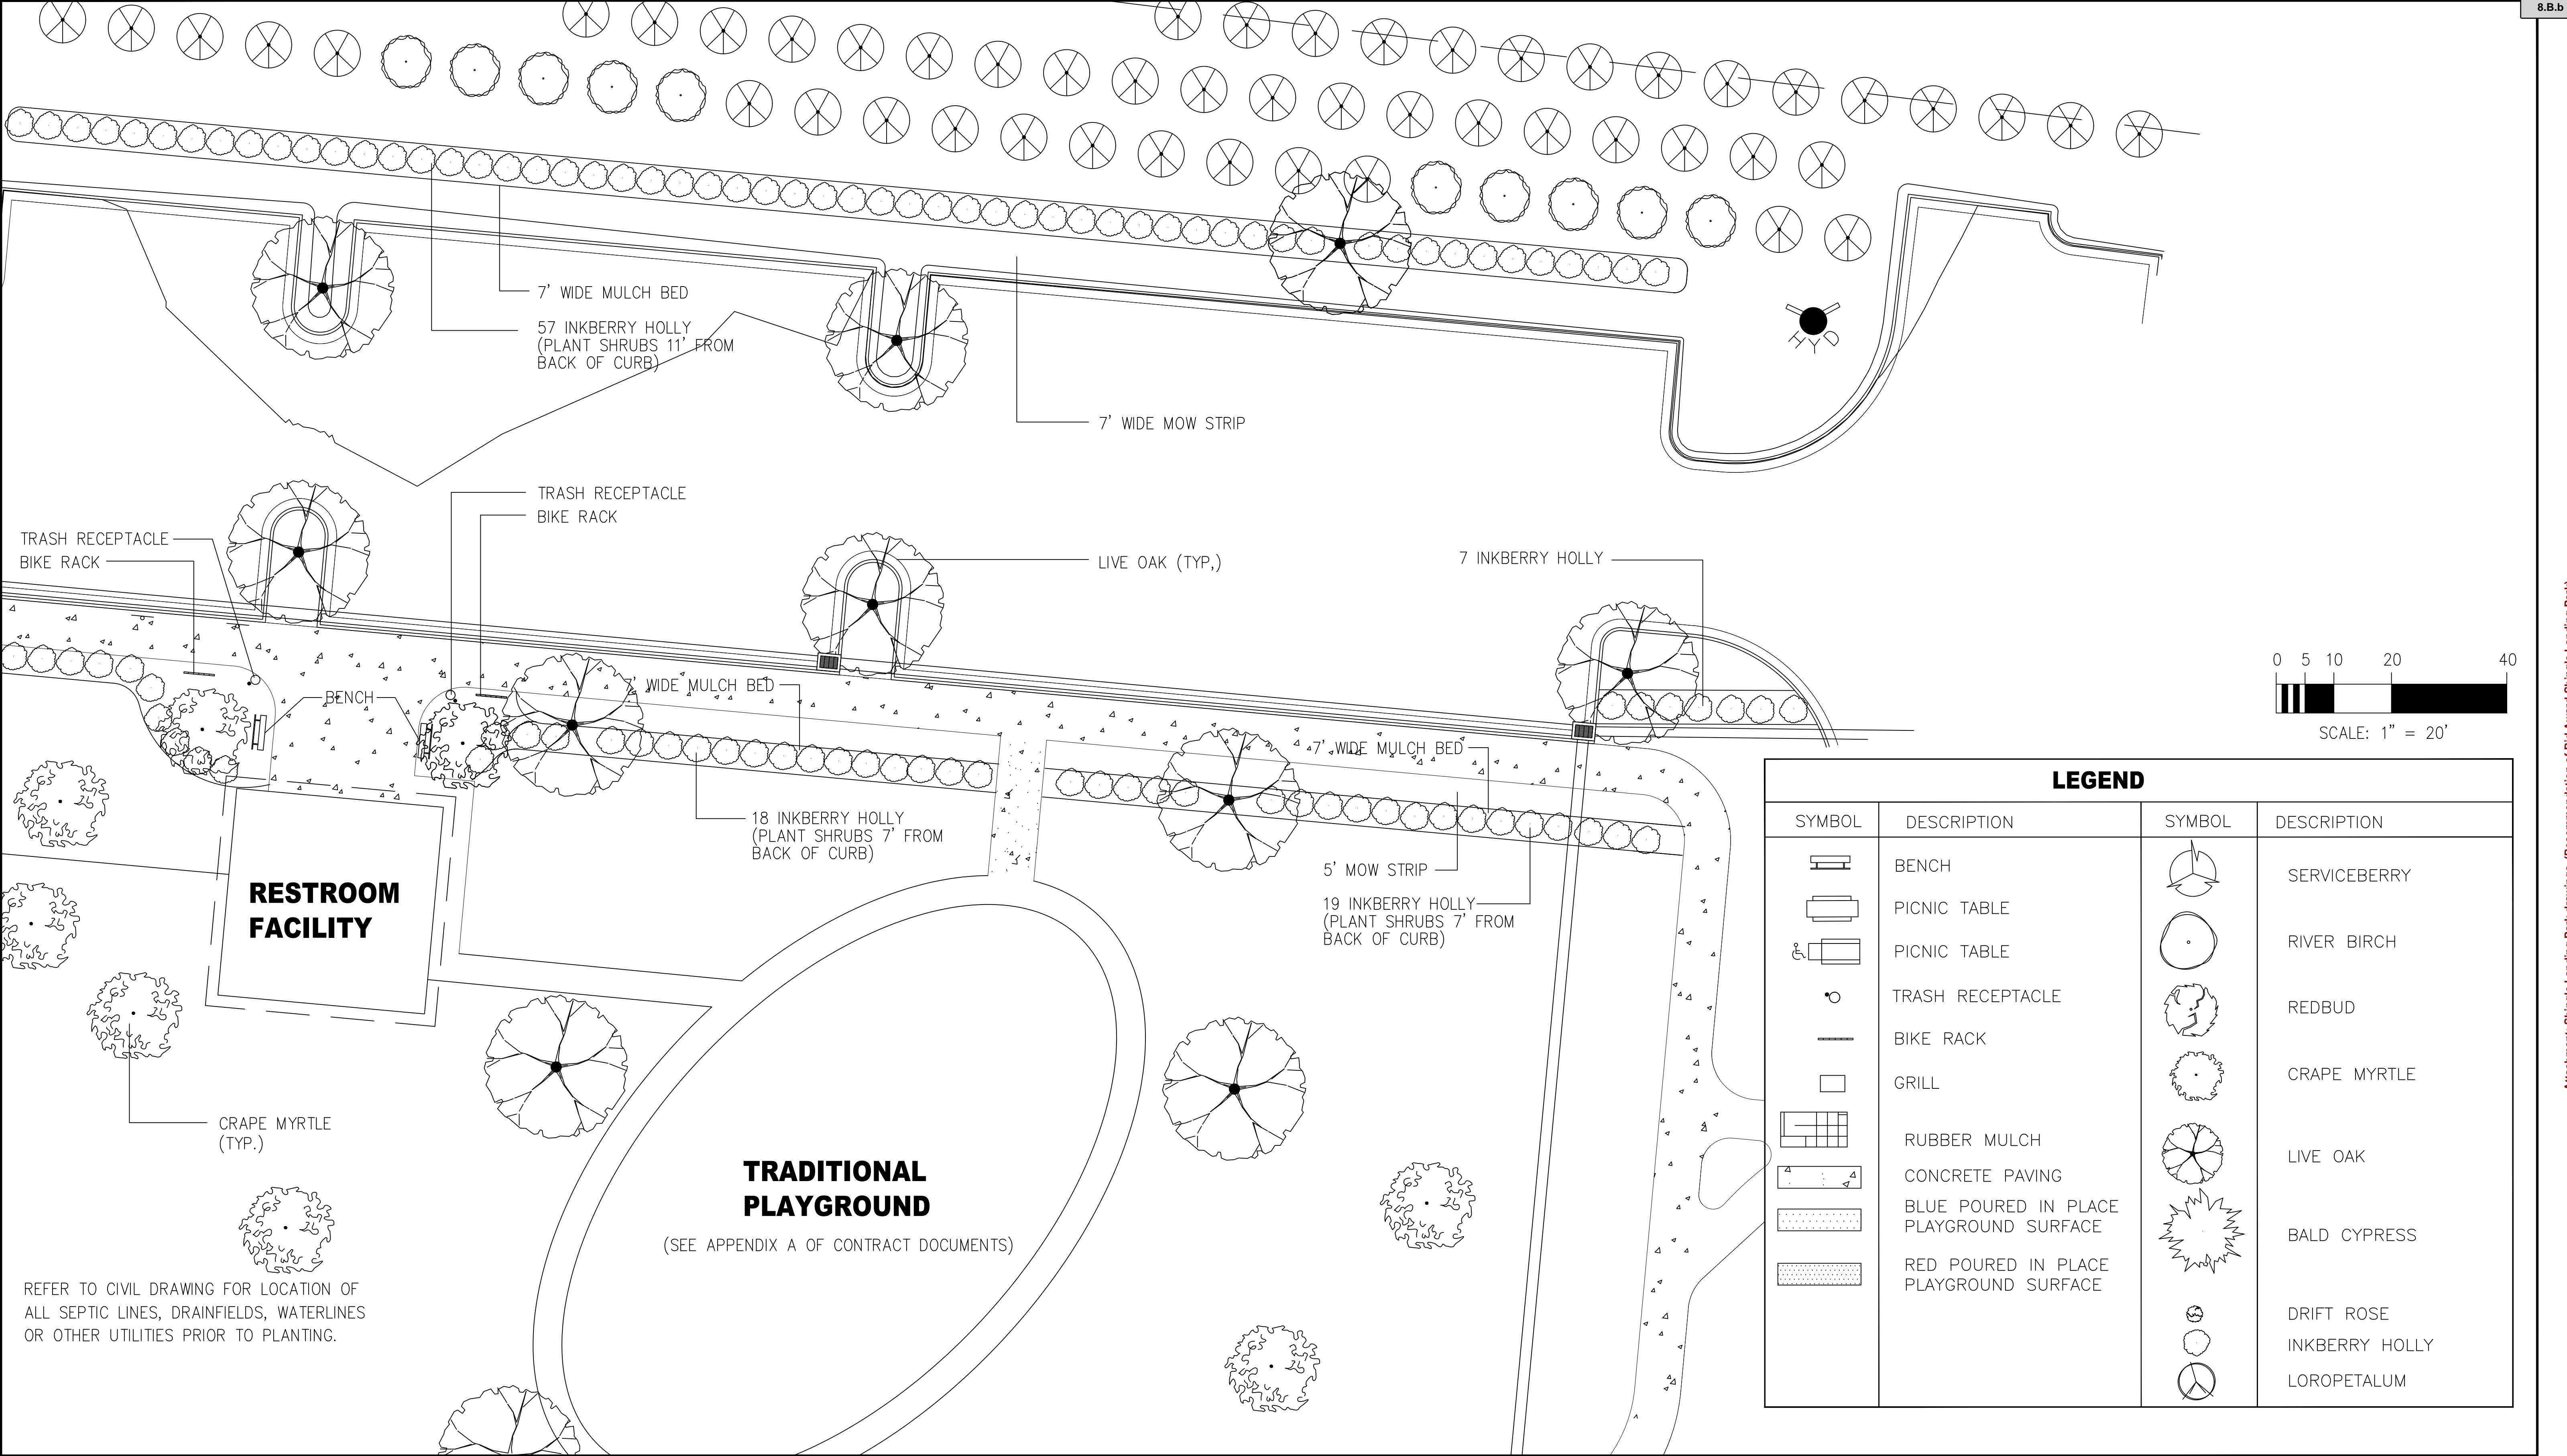 8.B.b
7' WIDE MULCH BED
57 INKBERRY HOLLY
(PLANT SHRUBS 11' FROM
BACK OF CURB)
7' WIDE MOW STRIP
HYD
TRASH RECEPTACLE
BIKE RACK
TRASH RECEPTACLE
BIKE RACK
LIVE OAK (TYP,)
7 INKBERRY HOLLY
BENCH
7' WIDE MULCH BED
7' WIDE MULCH BED
18 INKBERRY HOLLY
(PLANT SHRUBS 7' FROM
BACK OF CURB)
5' MOW STRIP
19 INKBERRY HOLLY
(PLANT SHRUBS 7' FROM
BACK OF CURB)
RESTROOM
FACILITY
CRAPE MYRTLE
(TYP.)
TRADITIONAL
PLAYGROUND
(SEE APPENDIX A OF CONTRACT DOCUMENTS)
REFER TO CIVIL DRAWING FOR LOCATION OF
ALL SEPTIC LINES, DRAINFIELDS, WATERLINES
OR OTHER UTILITIES PRIOR TO PLANTING.
0 5 10 20 40
SCALE: 1" = 20'
LEGEND
SYMBOL DESCRIPTION SYMBOL DESCRIPTION
BENCH
PICNIC TABLE
PICNIC TABLE
TRASH RECEPTACLE
BIKE RACK
GRILL
RUBBER MULCH
CONCRETE PAVING
BLUE POURED IN PLACE
PLAYGROUND SURFACE
RED POURED IN PLACE
PLAYGROUND SURFACE
SERVICEBERRY
RIVER BIRCH
REDBUD
CRAPE MYRTLE
LIVE OAK
BALD CYPRESS
DRIFT ROSE
INKBERRY HOLLY
LOROPETALUM